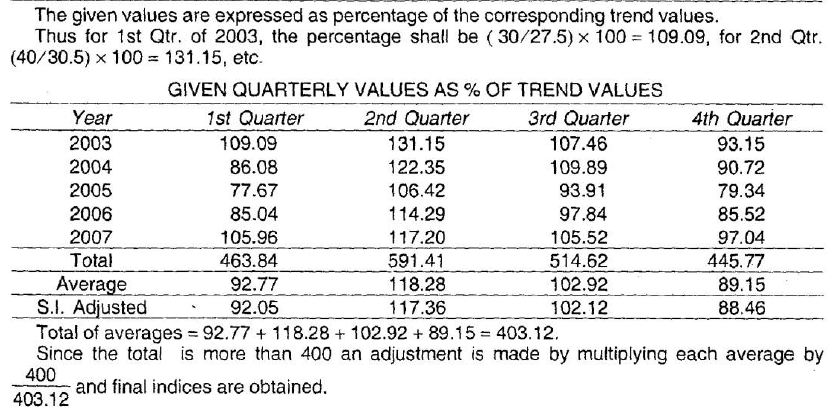 The given values are expressed as percentage of the corresponding trend values.
Thus for 1st Qtr. of 2003, the percentage shall be ( 30/27.5) × 100 = 109.09, for 2nd Qtr.
(40/30.5) × 100 = 131.15, etc.
GIVEN QUARTERLY VALUES AS % OF TREND VALUES
Year 1st Quarter 2nd Quarter 3rd Quarter 4th Quarter
2003 109.09 131.15 107.46 93.15
2004 86.08 122.35 109.89 90.72
2005 77.67 106.42 93.91 79.34
2006 85.04 114.29 97.84 85.52
2007 105.96 117.20 105.52 97.04
Total 463.84 591.41 514.62 445.77
Average 92.77 118.28 102.92 89.15
S.I. Adjusted 92.05 117.36 102.12 88.46
Total of averages = 92.77 + 118.28 + 102.92 + 89.15 = 403.12.
Since the total is more than 400 an adjustment is made by multiplying each average by
400
403.12 and final indices are obtained.